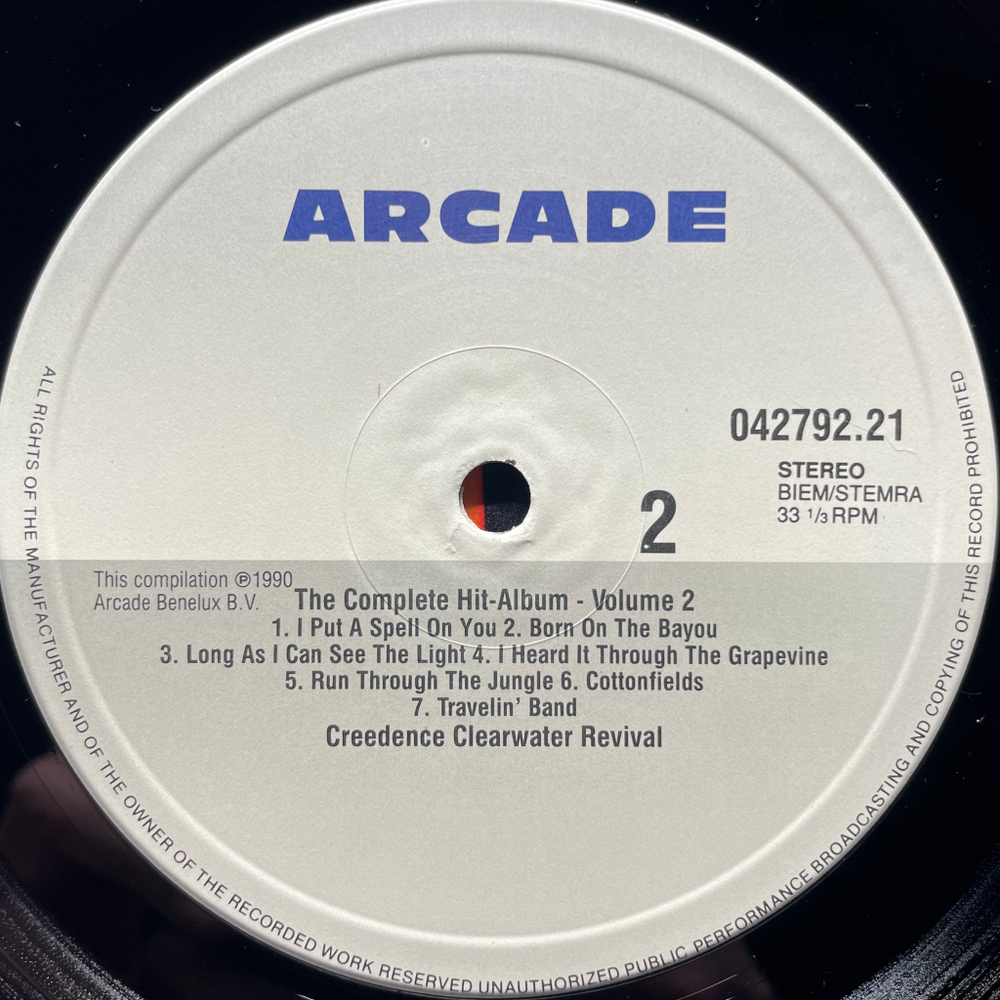 ARCADE
042792.21
STEREO
BIEM/STEMRA
33 1/3 RPM
2
This compilation ℗1990
Arcade Benelux B.V.
The Complete Hit-Album - Volume 2
1. I Put A Spell On You 2. Born On The Bayou
3. Long As I Can See The Light 4. I Heard It Through The Grapevine
5. Run Through The Jungle 6. Cottonfields
7. Travelin' Band
Creedence Clearwater Revival
ALL RIGHTS OF THE MANUFACTURER AND OF THE OWNER OF THE RECORDED WORK RESERVED UNAUTHORIZED PUBLIC PERFORMANCE BROADCASTING AND COPYING OF THIS RECORD PROHIBITED